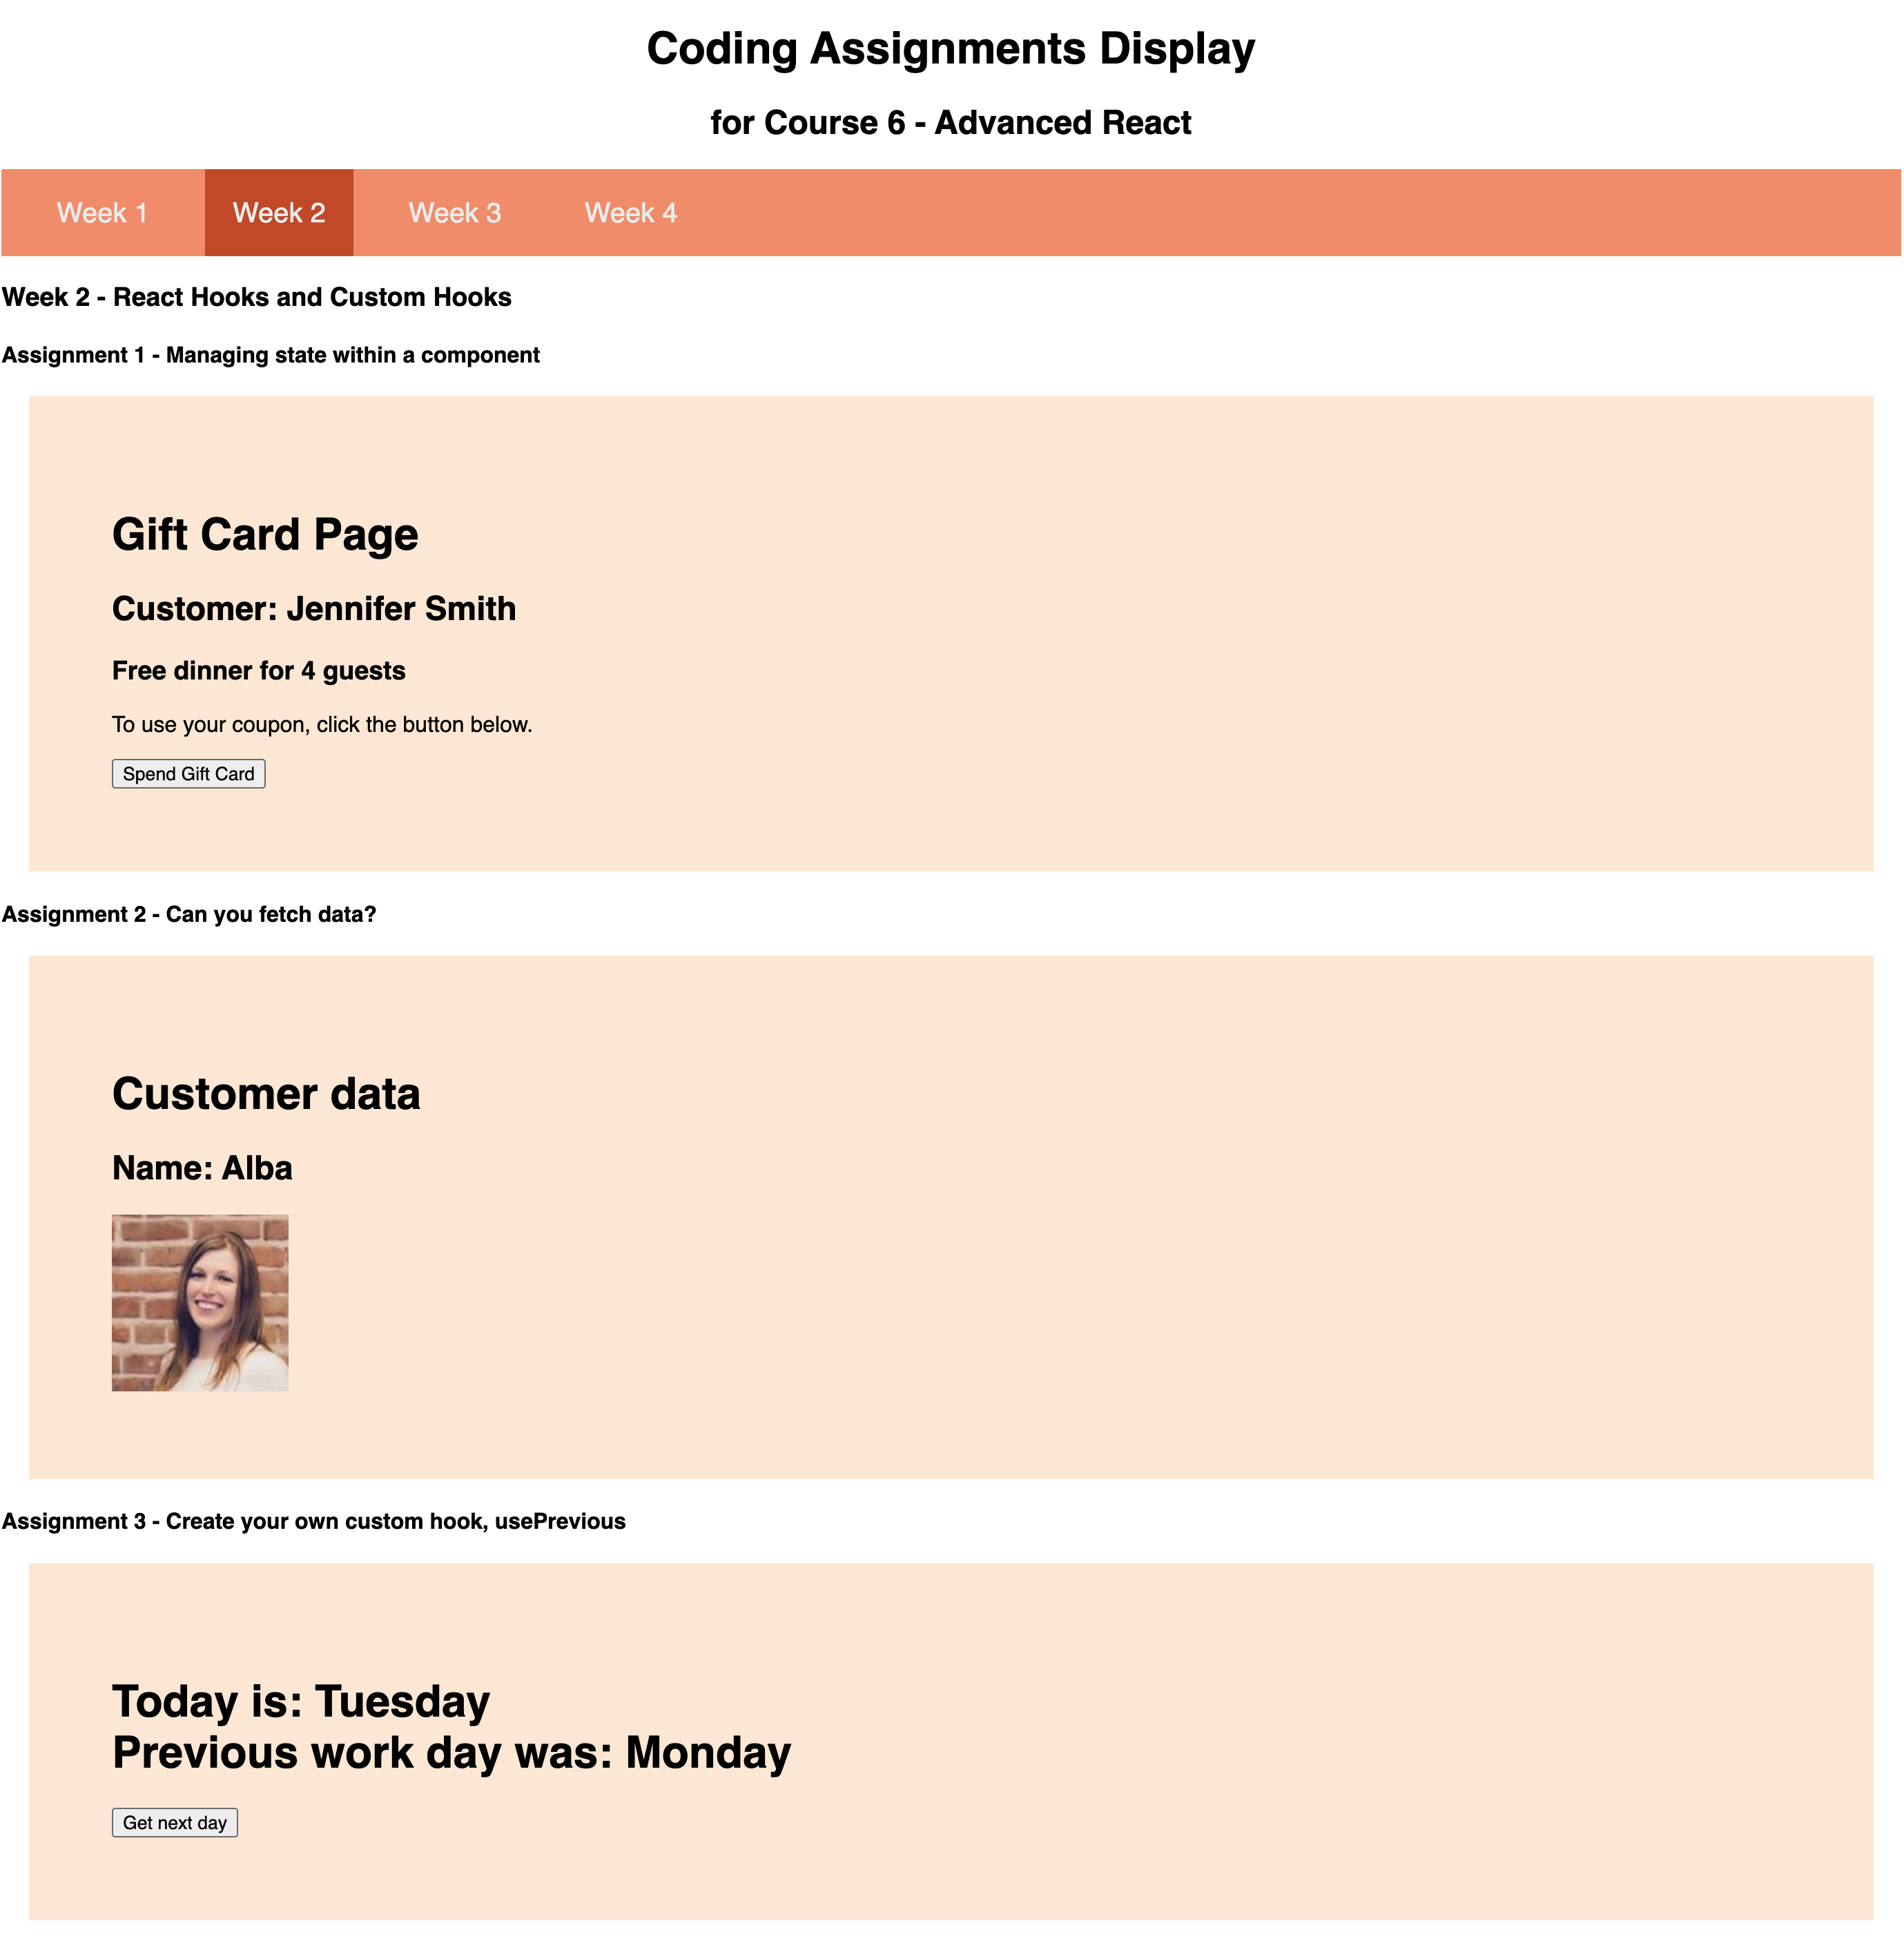 Coding Assignments Display
for Course 6 - Advanced React
Week 1 Week 2 Week 3 Week 4
Week 2 - React Hooks and Custom Hooks
Assignment 1 - Managing state within a component
Gift Card Page
Customer: Jennifer Smith
Free dinner for 4 guests
To use your coupon, click the button below.
Spend Gift Card
Assignment 2 - Can you fetch data?
Customer data
Name: Alba
Assignment 3 - Create your own custom hook, usePrevious
Today is: Tuesday
Previous work day was: Monday
Get next day